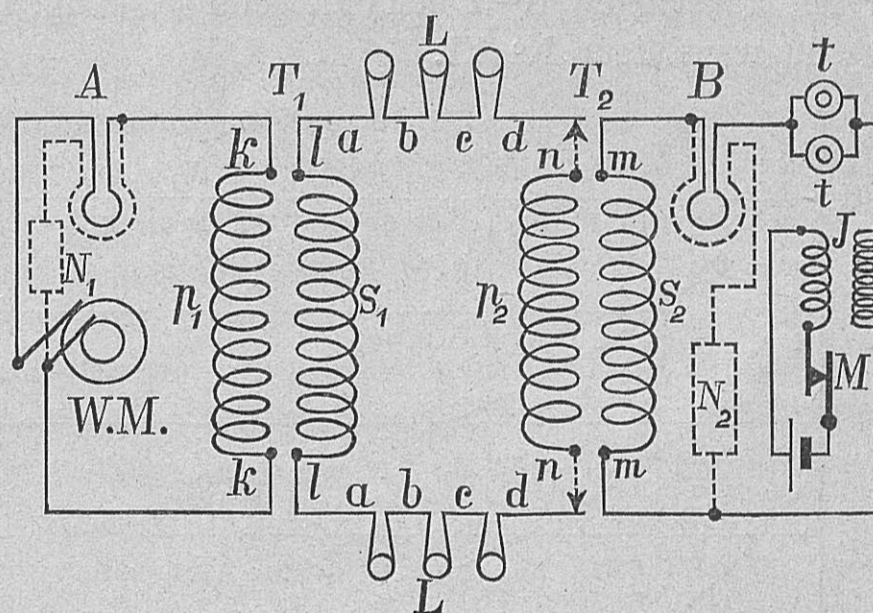 L
t
A
T₁
T₂
B
a b c d
k l n m
t
J
N₁
p₁ s₁ p₂ s₂
M
W.M.
N₂
k l n m
a b c d
L